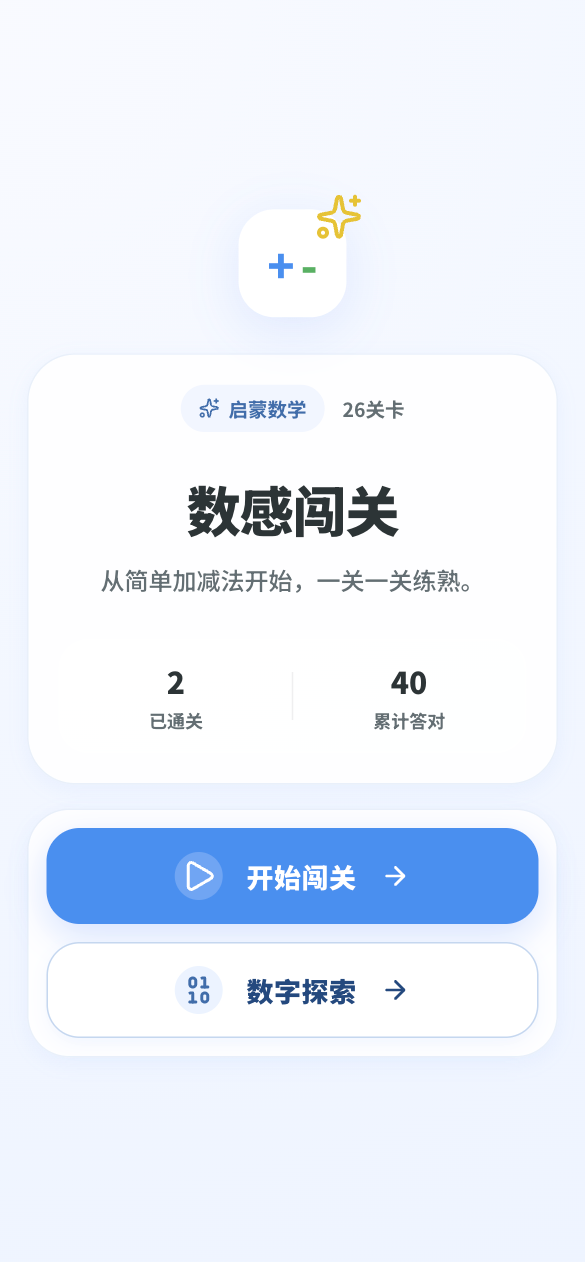 + -
启蒙数学 26关卡
数感闯关
从简单加减法开始，一关一关练熟。
2 40
已通关 累计答对
开始闯关 →
01
10
数字探索 →